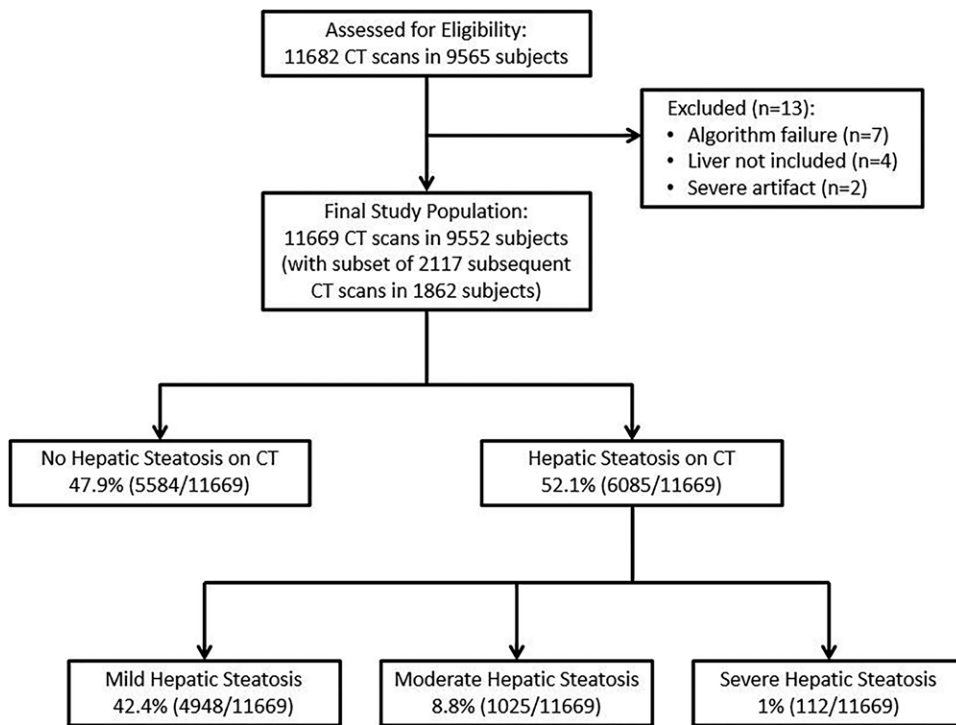 Assessed for Eligibility:
11682 CT scans in 9565 subjects
Excluded (n=13):
• Algorithm failure (n=7)
• Liver not included (n=4)
• Severe artifact (n=2)
Final Study Population:
11669 CT scans in 9552 subjects
(with subset of 2117 subsequent
CT scans in 1862 subjects)
No Hepatic Steatosis on CT
47.9% (5584/11669)
Hepatic Steatosis on CT
52.1% (6085/11669)
Mild Hepatic Steatosis
42.4% (4948/11669)
Moderate Hepatic Steatosis
8.8% (1025/11669)
Severe Hepatic Steatosis
1% (112/11669)